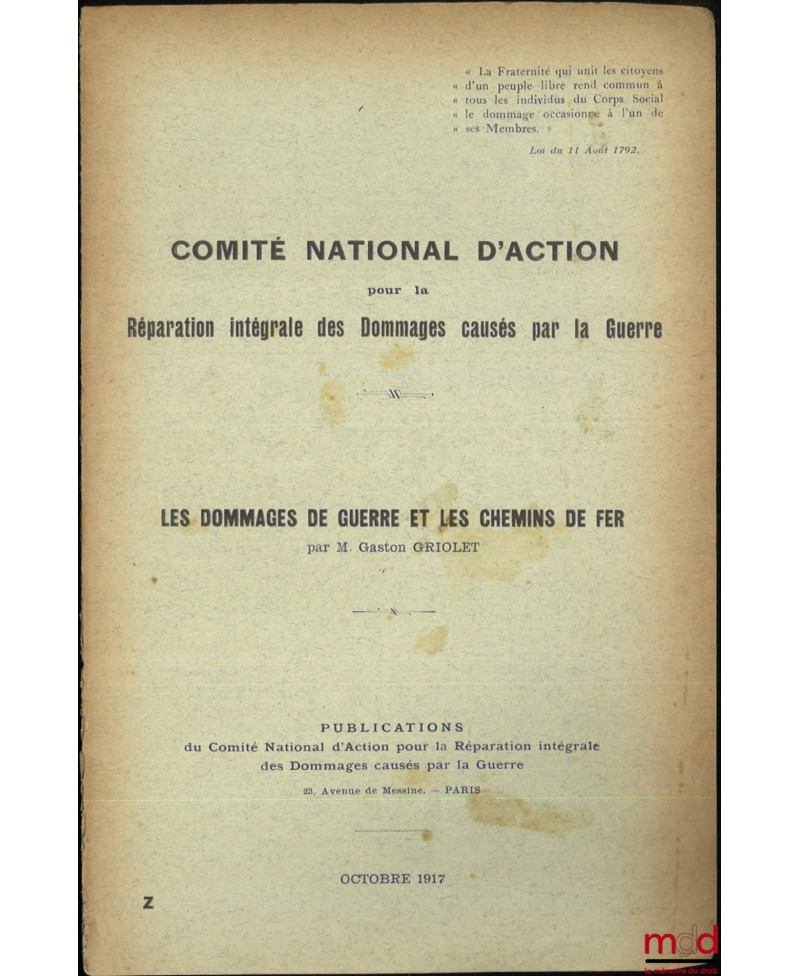 « La Fraternité qui unit les citoyens
« d'un peuple libre rend commun à
« tous les individus du Corps Social
« le dommage occasionné à l'un de
« ses Membres. »
Loi du 11 Août 1792.
COMITÉ NATIONAL D'ACTION
pour la
Réparation intégrale des Dommages causés par la Guerre
LES DOMMAGES DE GUERRE ET LES CHEMINS DE FER
par M. Gaston GRIOLET
PUBLICATIONS
du Comité National d'Action pour la Réparation intégrale
des Dommages causés par la Guerre
23, Avenue de Messine. — PARIS
OCTOBRE 1917
Z
mdd
la mémoire du droit